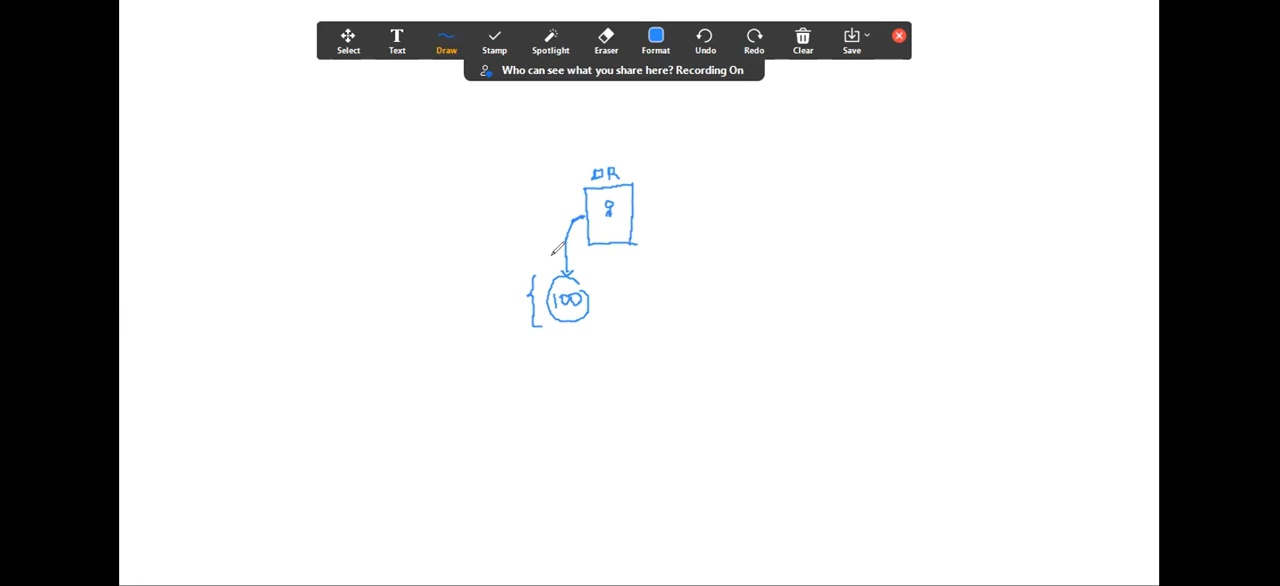 Select Text Draw Stamp Spotlight Eraser Format Undo Redo Clear Save
Who can see what you share here? Recording On
DR
100